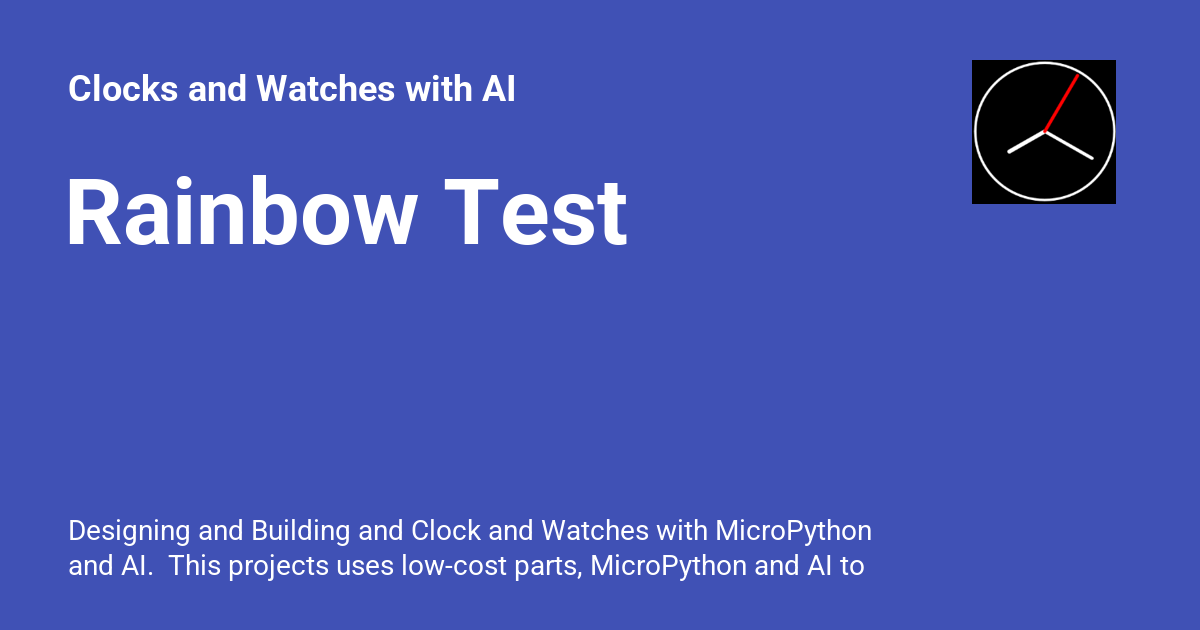 Clocks and Watches with AI
Rainbow Test
Designing and Building and Clock and Watches with MicroPython
and AI.  This projects uses low-cost parts, MicroPython and AI to